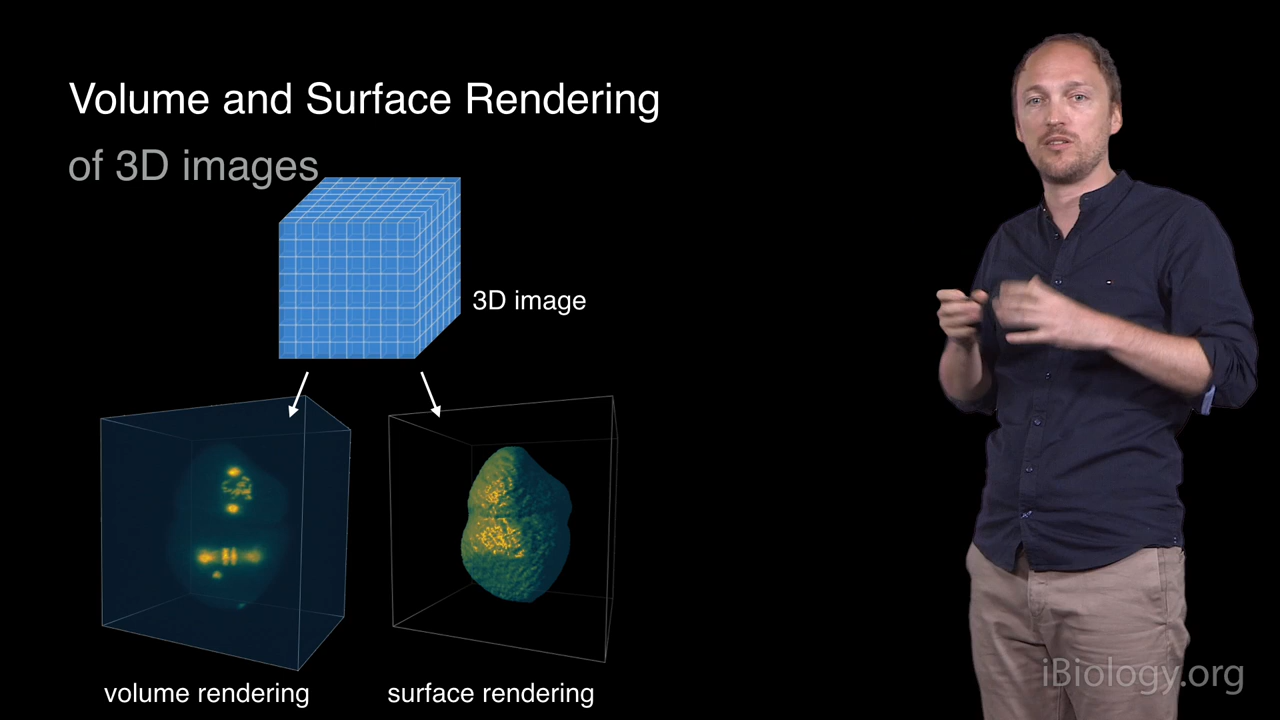 Volume and Surface Rendering
of 3D images
3D image
volume rendering
surface rendering
iBiology.org